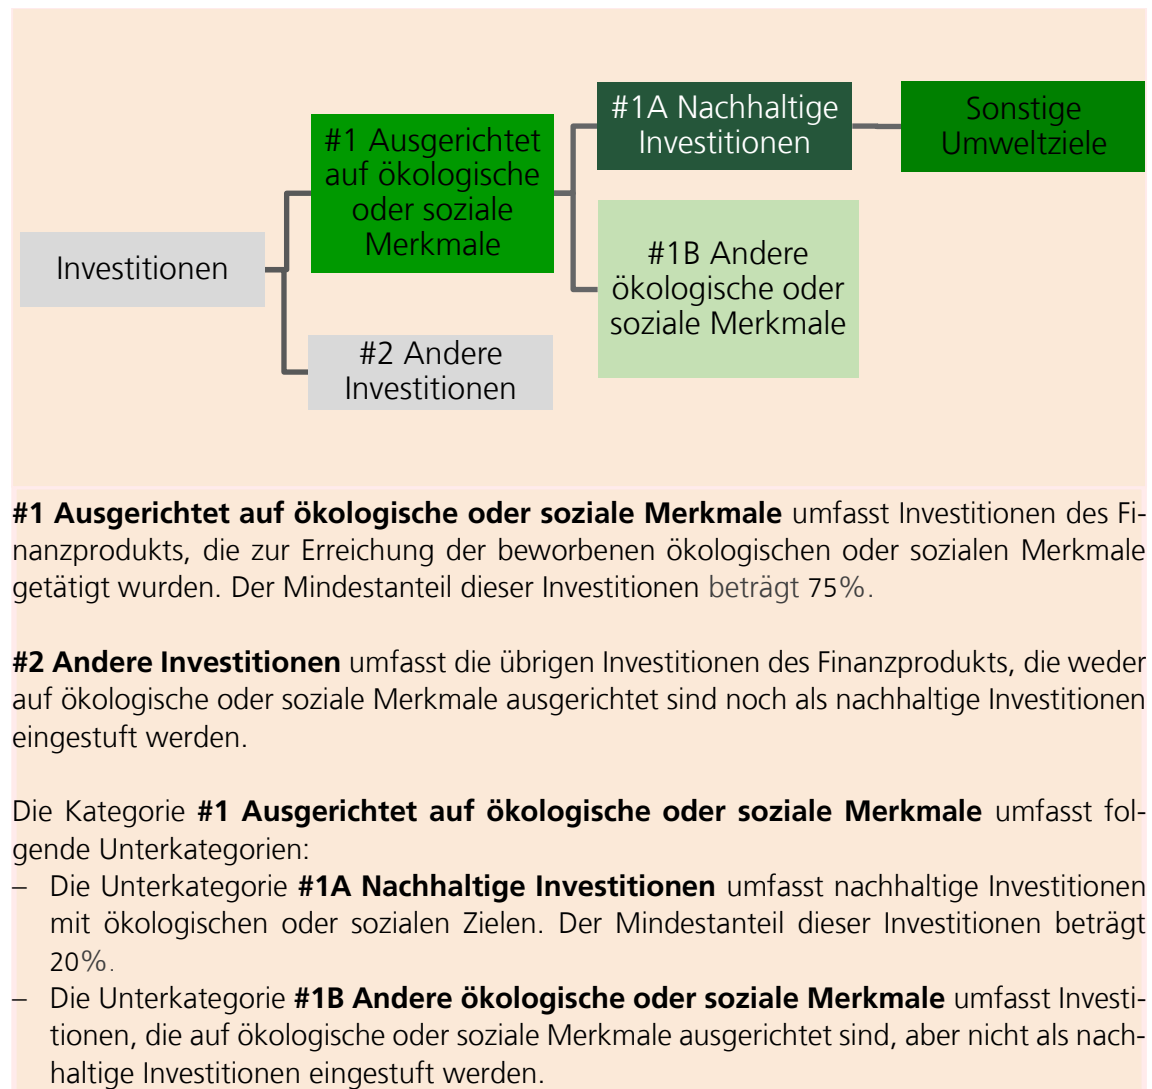 Investitionen
#1 Ausgerichtet
auf ökologische
oder soziale
Merkmale
#2 Andere
Investitionen
#1A Nachhaltige
Investitionen
#1B Andere
ökologische oder
soziale Merkmale
Sonstige
Umweltziele
#1 Ausgerichtet auf ökologische oder soziale Merkmale umfasst Investitionen des Fi-
nanzprodukts, die zur Erreichung der beworbenen ökologischen oder sozialen Merkmale
getätigt wurden. Der Mindestanteil dieser Investitionen beträgt 75%.
#2 Andere Investitionen umfasst die übrigen Investitionen des Finanzprodukts, die weder
auf ökologische oder soziale Merkmale ausgerichtet sind noch als nachhaltige Investitionen
eingestuft werden.
Die Kategorie #1 Ausgerichtet auf ökologische oder soziale Merkmale umfasst fol-
gende Unterkategorien:
– Die Unterkategorie #1A Nachhaltige Investitionen umfasst nachhaltige Investitionen
mit ökologischen oder sozialen Zielen. Der Mindestanteil dieser Investitionen beträgt
20%.
– Die Unterkategorie #1B Andere ökologische oder soziale Merkmale umfasst Investi-
tionen, die auf ökologische oder soziale Merkmale ausgerichtet sind, aber nicht als nach-
haltige Investitionen eingestuft werden.